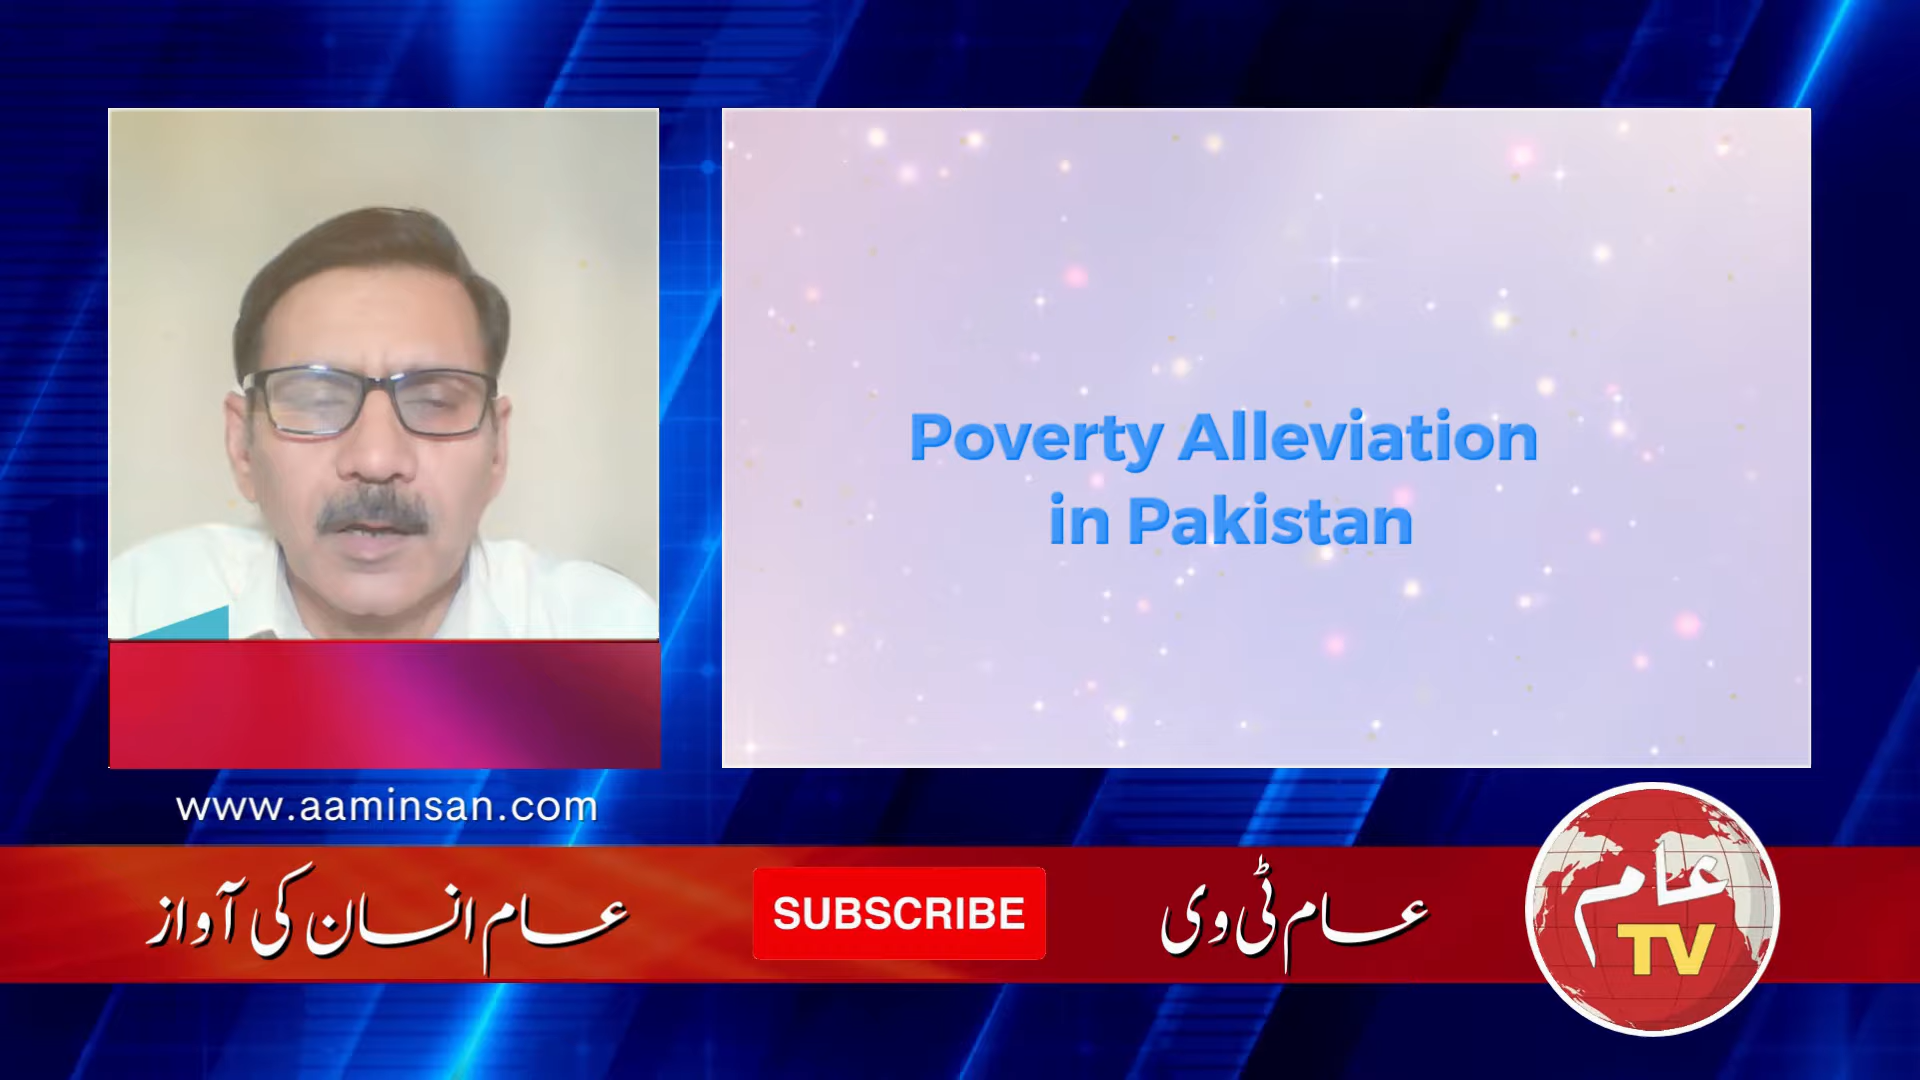 Poverty Alleviation
in Pakistan
www.aaminsan.com
عام انسان کی آواز
SUBSCRIBE
عام ٹی وی
عام
TV